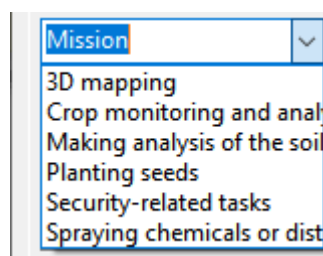 Mission
3D mapping
Crop monitoring and anal
Making analysis of the soil
Planting seeds
Security-related tasks
Spraying chemicals or dist